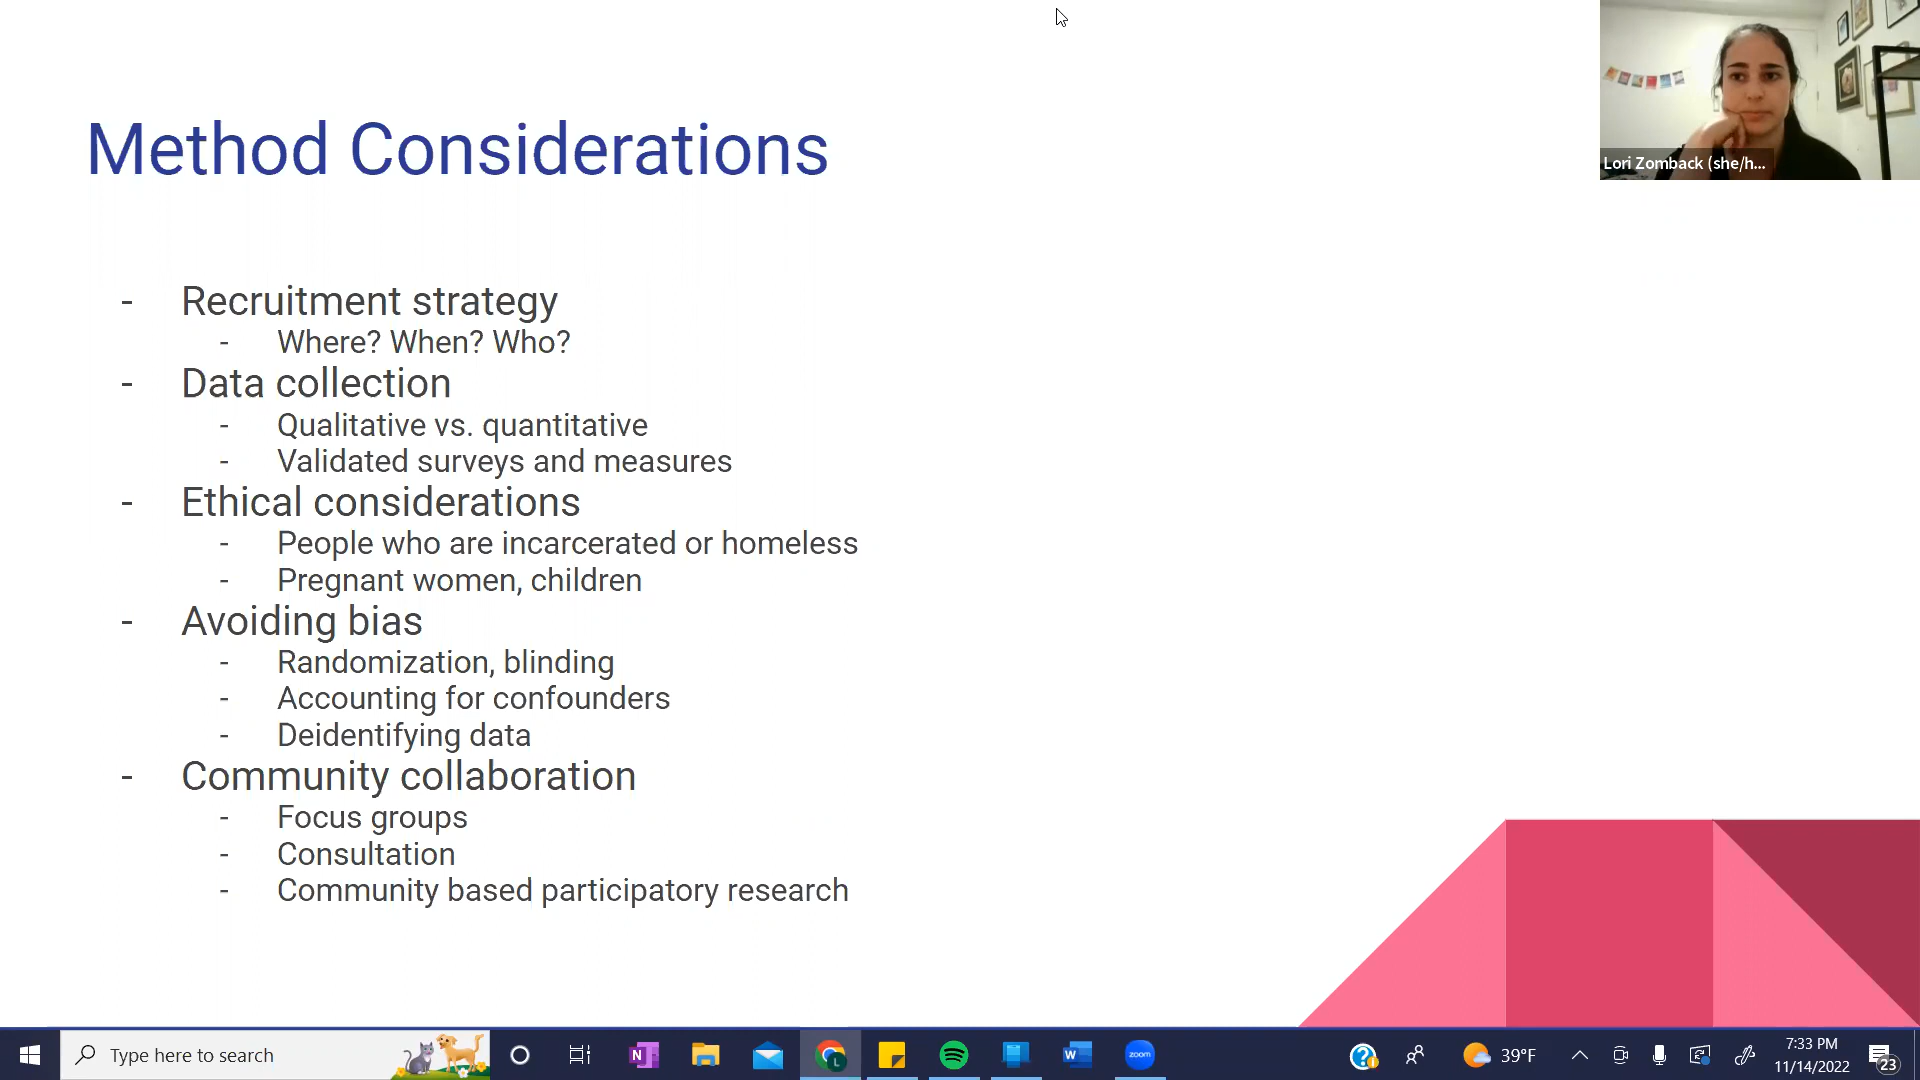 Method Considerations
Lori Zomback (she/h...
- Recruitment strategy
- Where? When? Who?
- Data collection
- Qualitative vs. quantitative
- Validated surveys and measures
- Ethical considerations
- People who are incarcerated or homeless
- Pregnant women, children
- Avoiding bias
- Randomization, blinding
- Accounting for confounders
- Deidentifying data
- Community collaboration
- Focus groups
- Consultation
- Community based participatory research
Type here to search
N
L
W
zoom
39°F
7:33 PM
11/14/2022
23